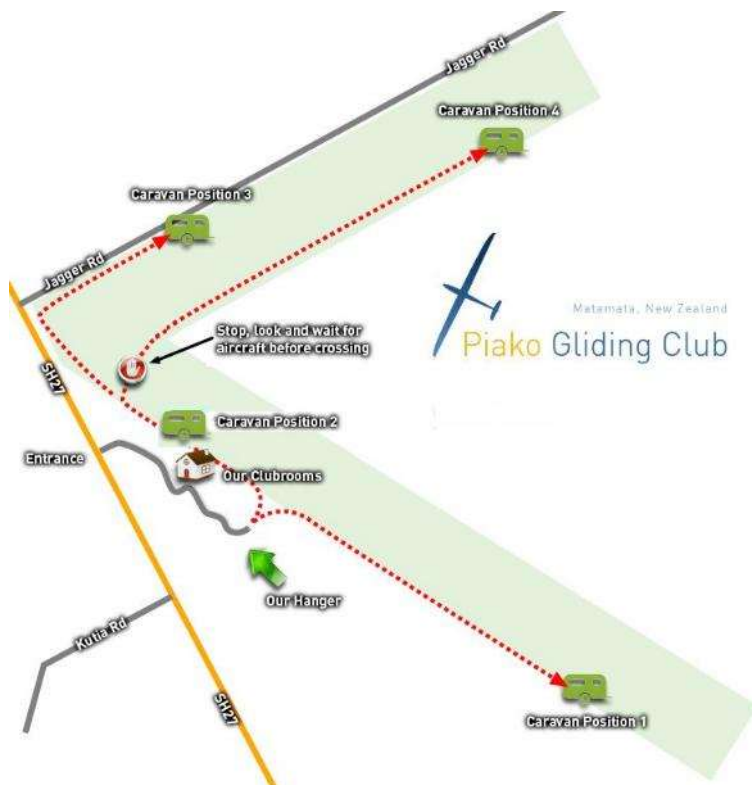 Jagger Rd
Caravan Position 4
Caravan Position 3
Jagger Rd
Matamata, New Zealand
Piako Gliding Club
Stop, look and wait for
aircraft before crossing
SH27
Caravan Position 2
Entrance
Our Clubrooms
Our Hanger
Kutia Rd
SH27
Caravan Position 1